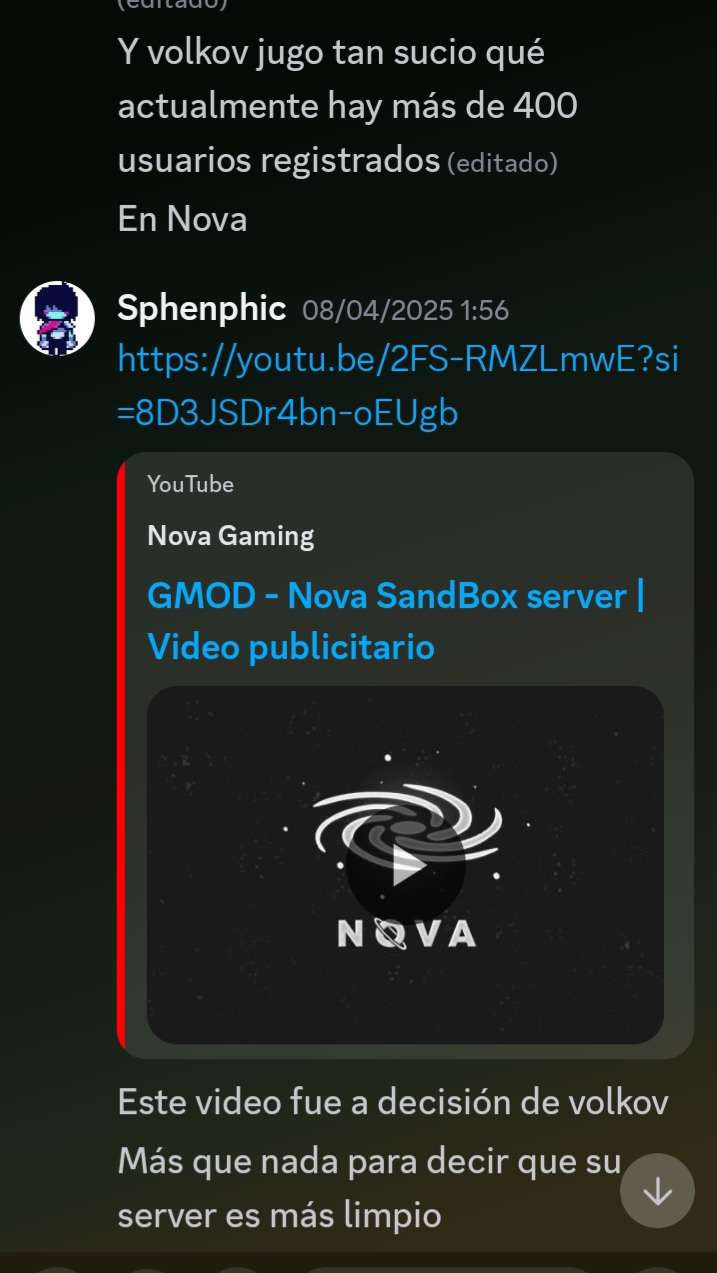 (editado)
Y volkov jugo tan sucio qué
actualmente hay más de 400
usuarios registrados (editado)
En Nova
Sphenphic 08/04/2025 1:56
https://youtu.be/2FS-RMZLmwE?si
=8D3JSDr4bn-oEUgb
YouTube
Nova Gaming
GMOD - Nova SandBox server |
Video publicitario
NOVA
Este video fue a decisión de volkov
Más que nada para decir que su
server es más limpio